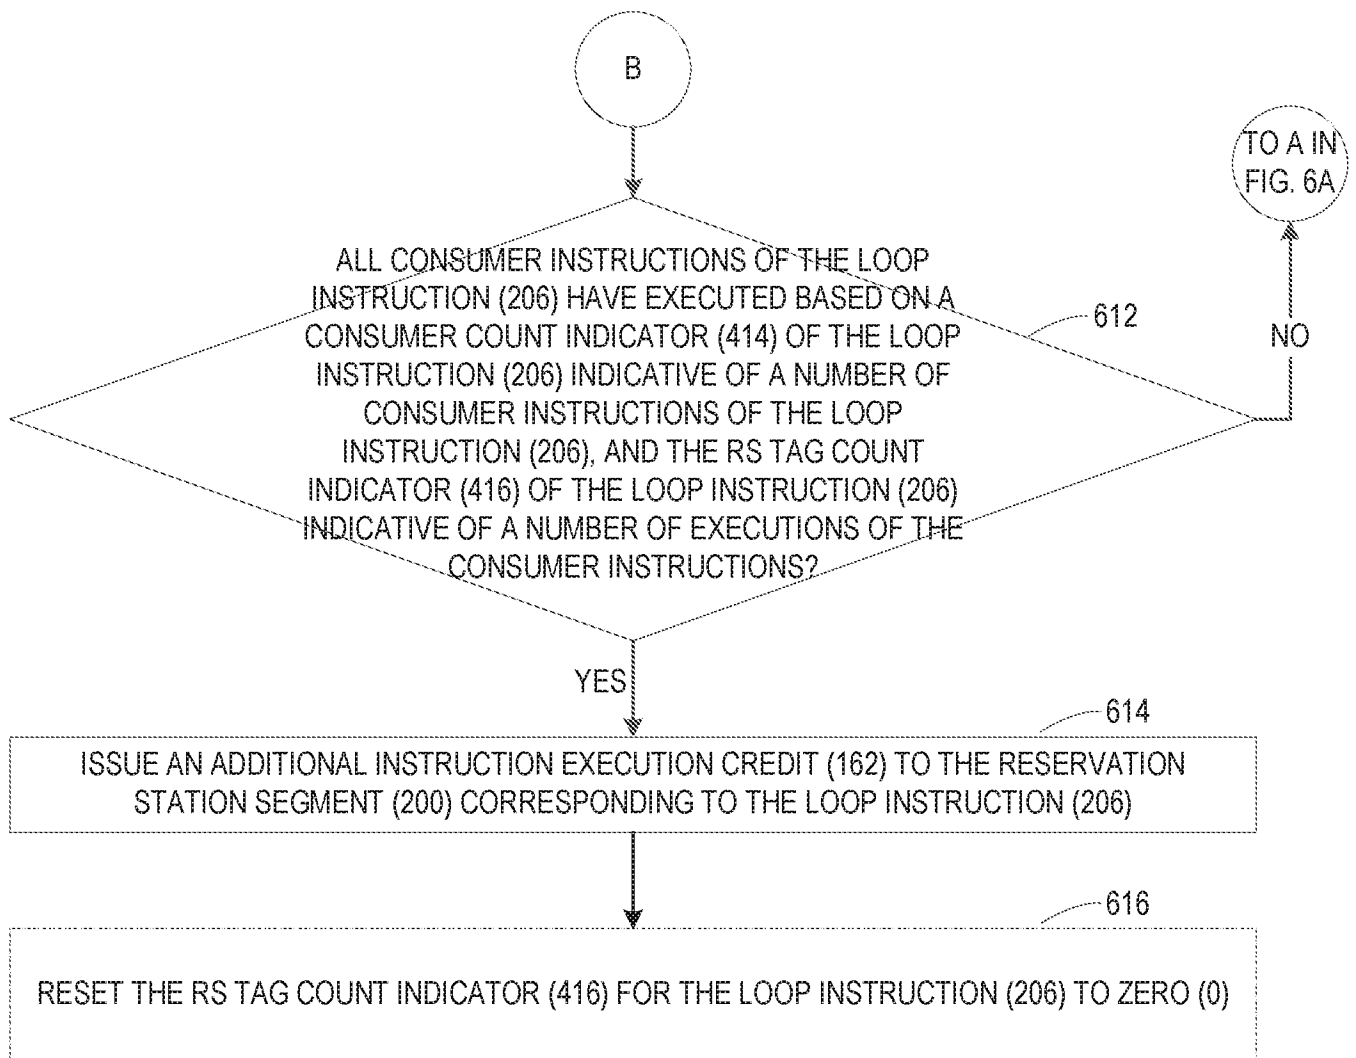 B
TO A IN
FIG. 6A
ALL CONSUMER INSTRUCTIONS OF THE LOOP
INSTRUCTION (206) HAVE EXECUTED BASED ON A
CONSUMER COUNT INDICATOR (414) OF THE LOOP
INSTRUCTION (206) INDICATIVE OF A NUMBER OF
CONSUMER INSTRUCTIONS OF THE LOOP
INSTRUCTION (206), AND THE RS TAG COUNT
INDICATOR (416) OF THE LOOP INSTRUCTION (206)
INDICATIVE OF A NUMBER OF EXECUTIONS OF THE
CONSUMER INSTRUCTIONS?
612
NO
YES
614
ISSUE AN ADDITIONAL INSTRUCTION EXECUTION CREDIT (162) TO THE RESERVATION
STATION SEGMENT (200) CORRESPONDING TO THE LOOP INSTRUCTION (206)
616
RESET THE RS TAG COUNT INDICATOR (416) FOR THE LOOP INSTRUCTION (206) TO ZERO (0)